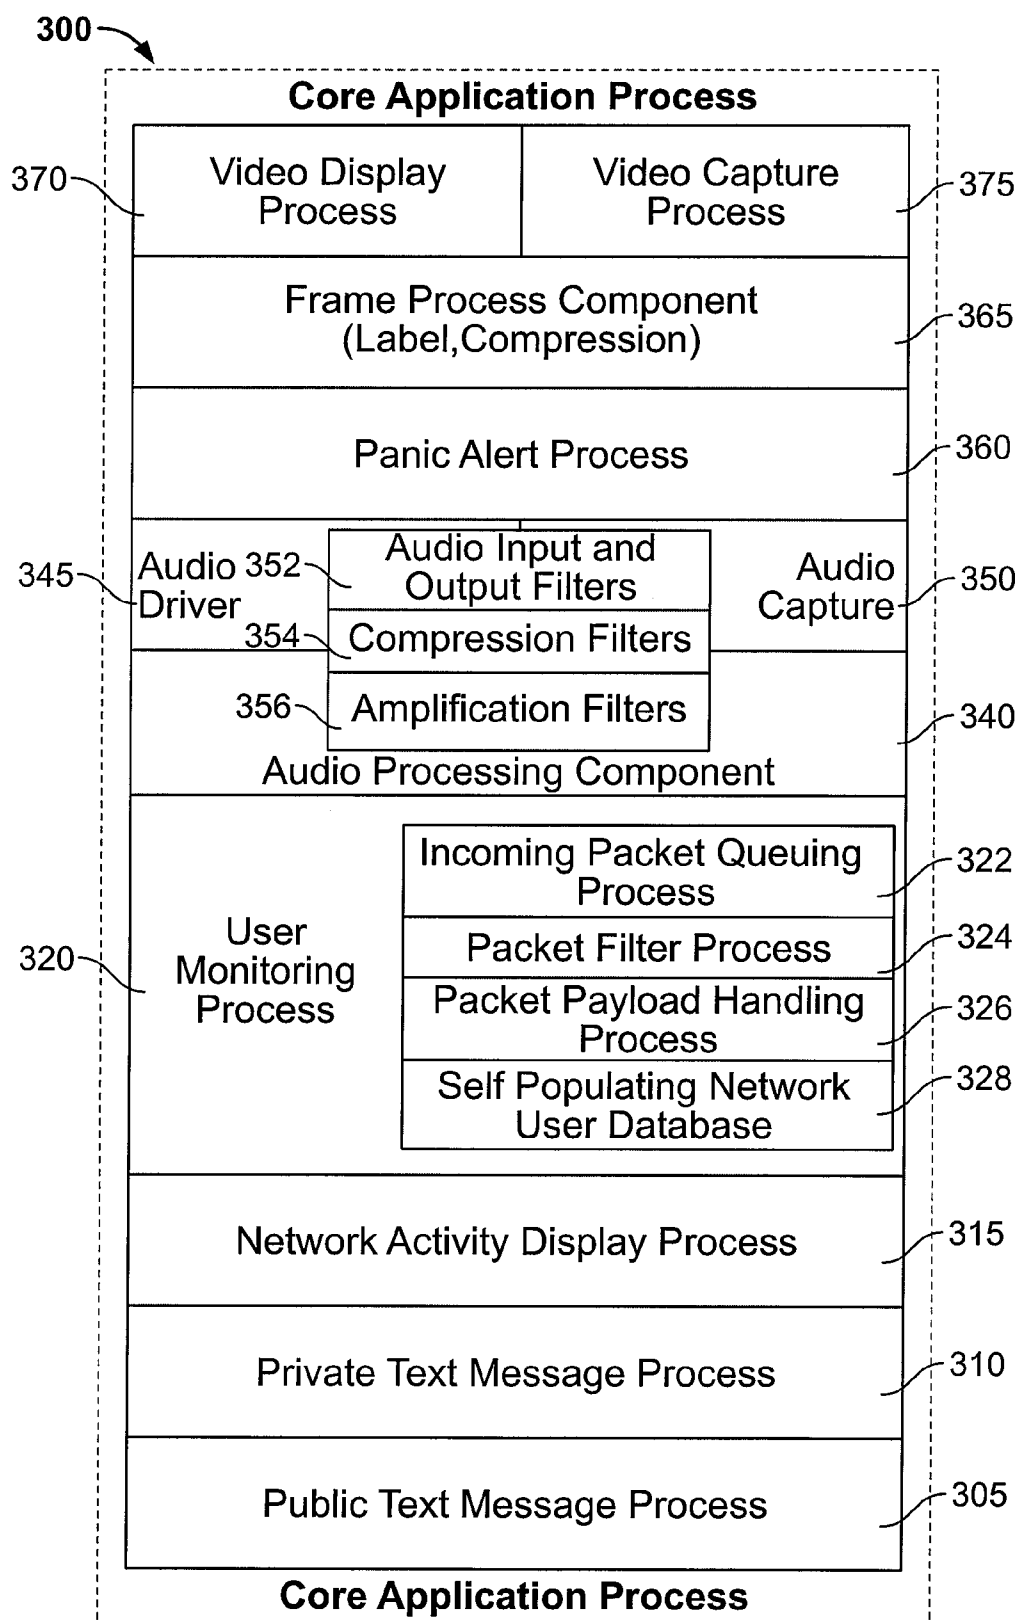 300
Core Application Process
370
Video Display
Process
Video Capture
Process
375
Frame Process Component
(Label,Compression)
365
Panic Alert Process
360
345
Audio
Driver
352
Audio Input and
Output Filters
Audio
Capture
350
354
Compression Filters
356
Amplification Filters
340
Audio Processing Component
320
User
Monitoring
Process
Incoming Packet Queuing
Process
322
Packet Filter Process
324
Packet Payload Handling
Process
326
Self Populating Network
User Database
328
Network Activity Display Process
315
Private Text Message Process
310
Public Text Message Process
305
Core Application Process